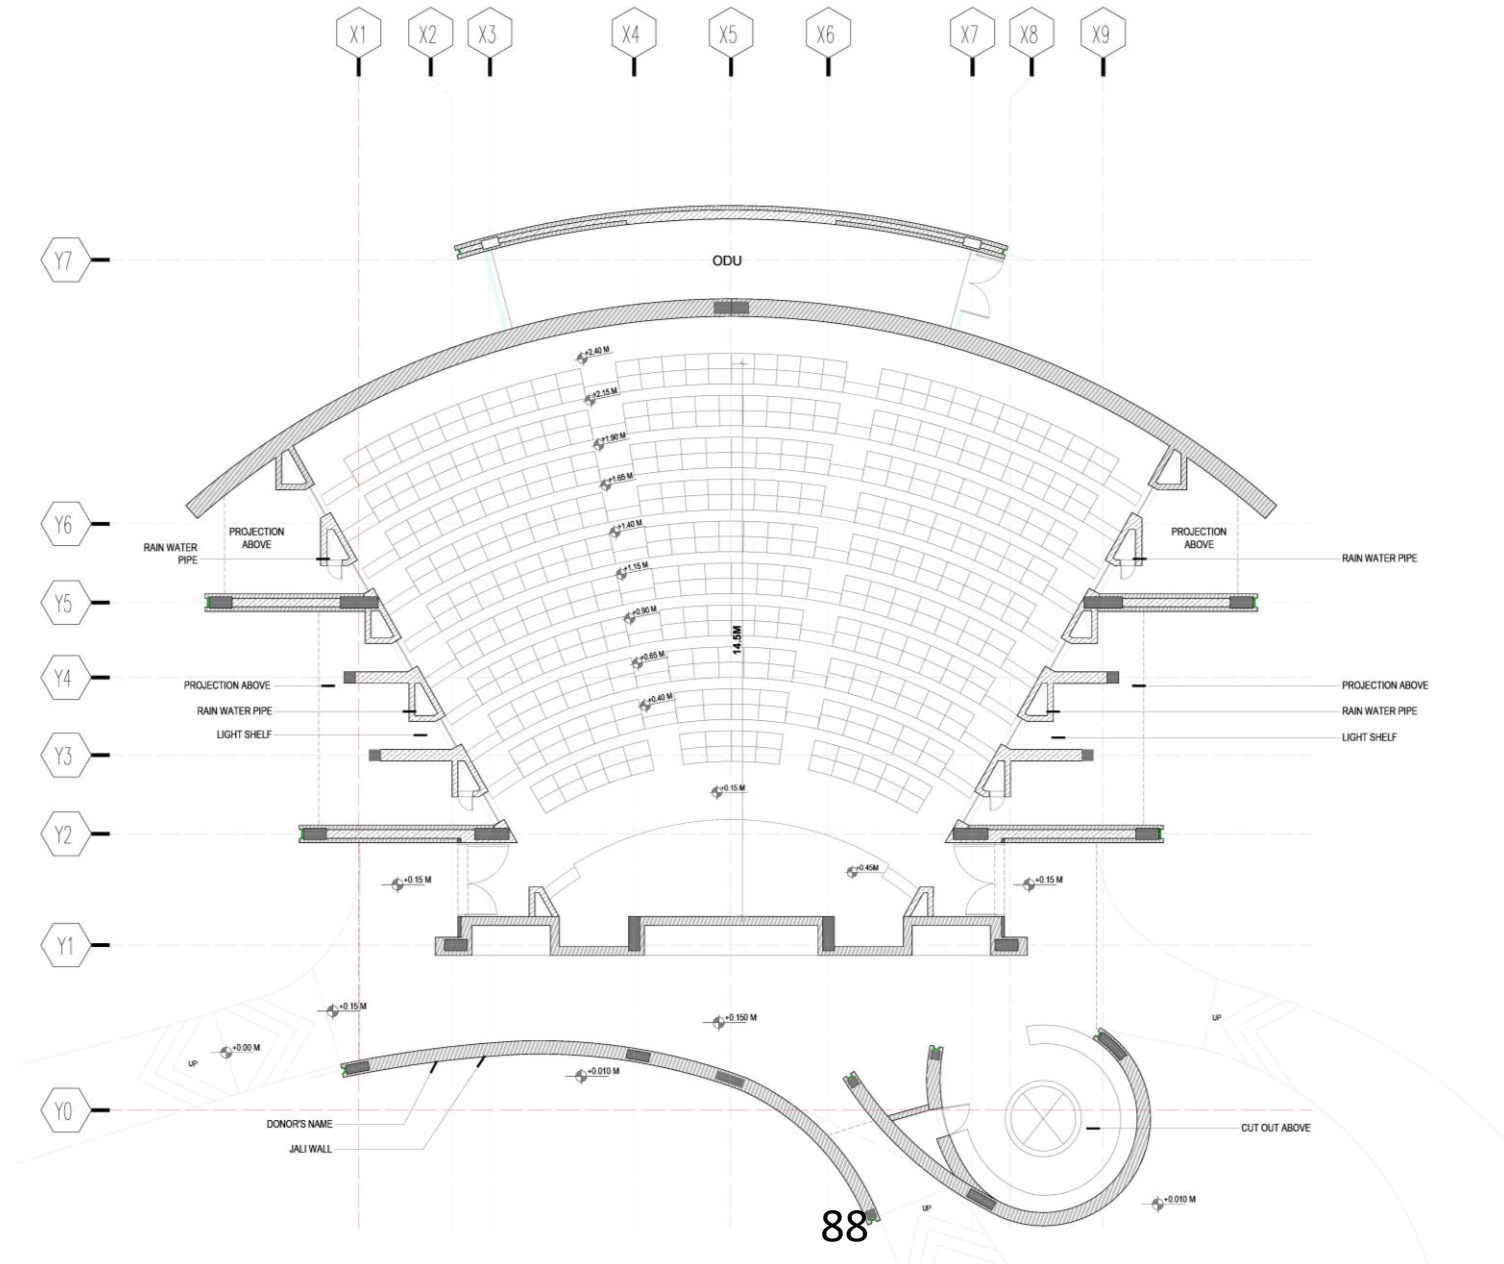 X1 X2 X3 X4 X5 X6 X7 X8 X9
Y7
ODU
+2.40 M
+2.15 M
+1.90 M
+1.65 M
Y6
+1.40 M
PROJECTION
ABOVE
PROJECTION
ABOVE
RAIN WATER
PIPE
RAIN WATER PIPE
+1.15 M
Y5
+0.90 M
14.5M
+0.65 M
Y4
PROJECTION ABOVE
PROJECTION ABOVE
+0.40 M
RAIN WATER PIPE
RAIN WATER PIPE
LIGHT SHELF
LIGHT SHELF
Y3
+0.15 M
Y2
+0.45M
+0.15 M
+0.15 M
Y1
+0.15 M
+0.150 M
UP
+0.00 M
UP
+0.010 M
Y0
DONOR'S NAME
CUT OUT ABOVE
JALI WALL
+0.010 M
UP
88